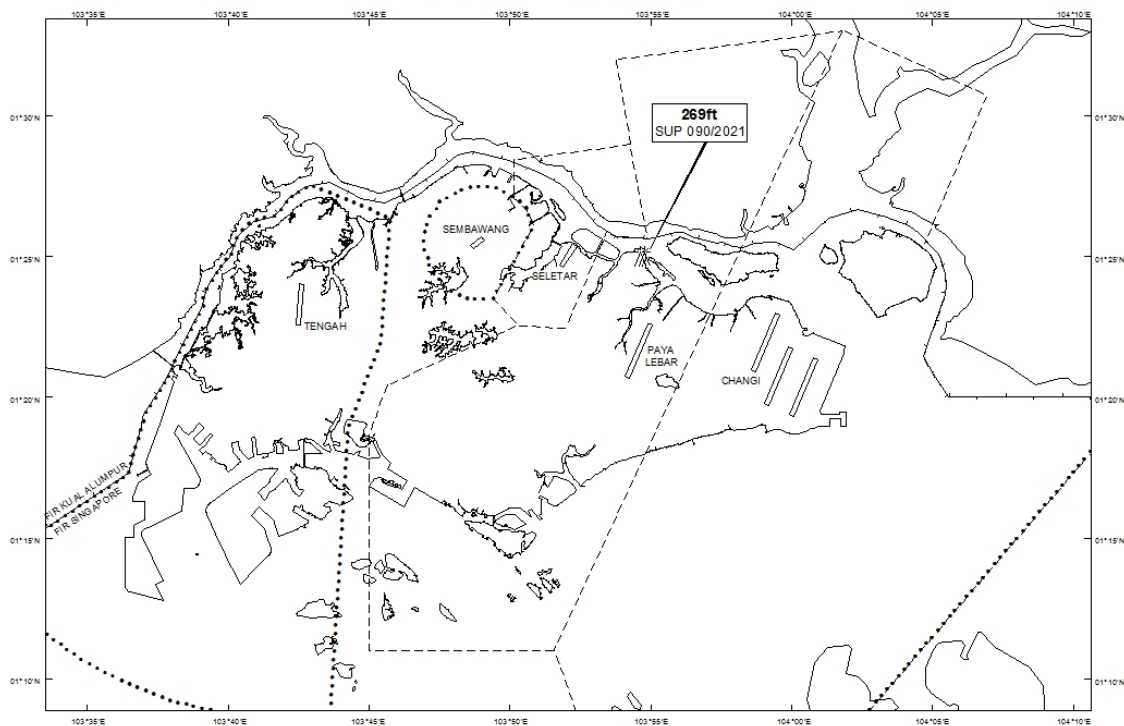 103°35'E 103°40'E 103°45'E 103°50'E 103°55'E 104°00'E 104°05'E 104°10'E
01°30'N 01°30'N
269ft
SUP 090/2021
SEMBAWANG
01°25'N 01°25'N
SELETAR
TENGAH
PAYA
LEBAR
CHANGI
01°20'N 01°20'N
FIR KUALA LUMPUR
FIR SINGAPORE
01°15'N 01°15'N
01°10'N 01°10'N
103°35'E 103°40'E 103°45'E 103°50'E 103°55'E 104°00'E 104°05'E 104°10'E